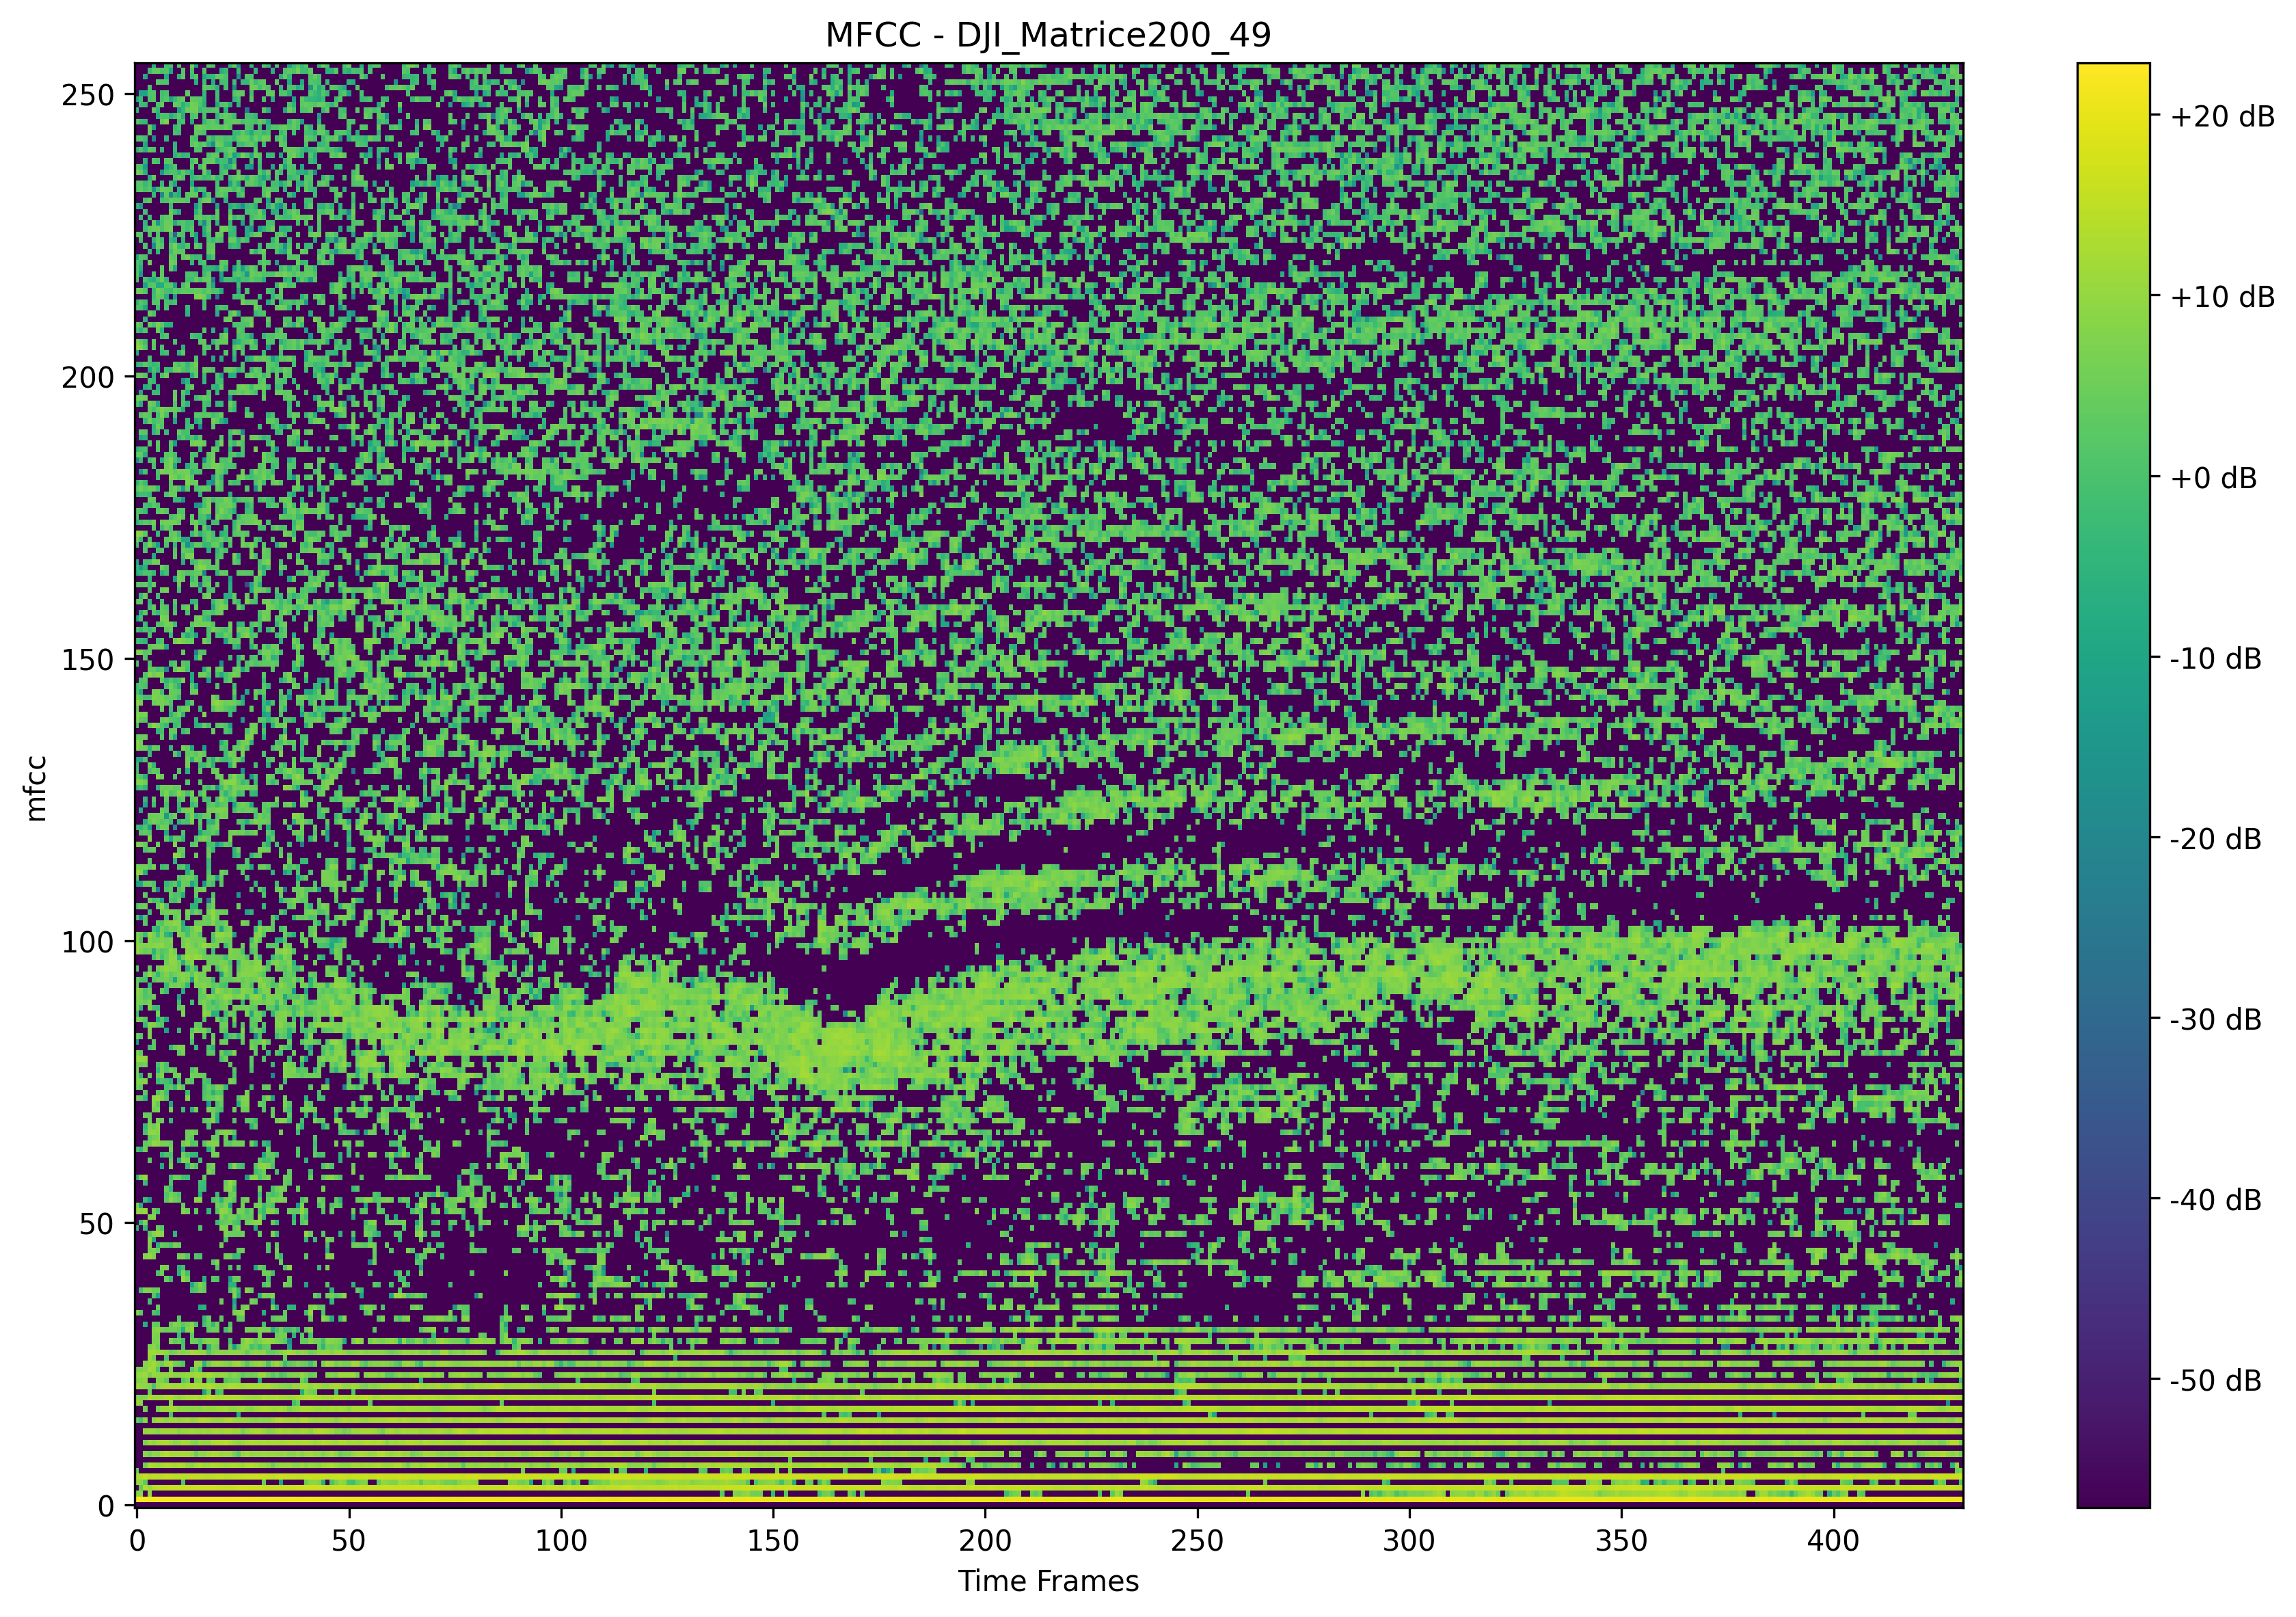 MFCC - DJI_Matrice200_49
250
200
150
100
50
0
mfcc
0 50 100 150 200 250 300 350 400
Time Frames
+20 dB
+10 dB
+0 dB
-10 dB
-20 dB
-30 dB
-40 dB
-50 dB